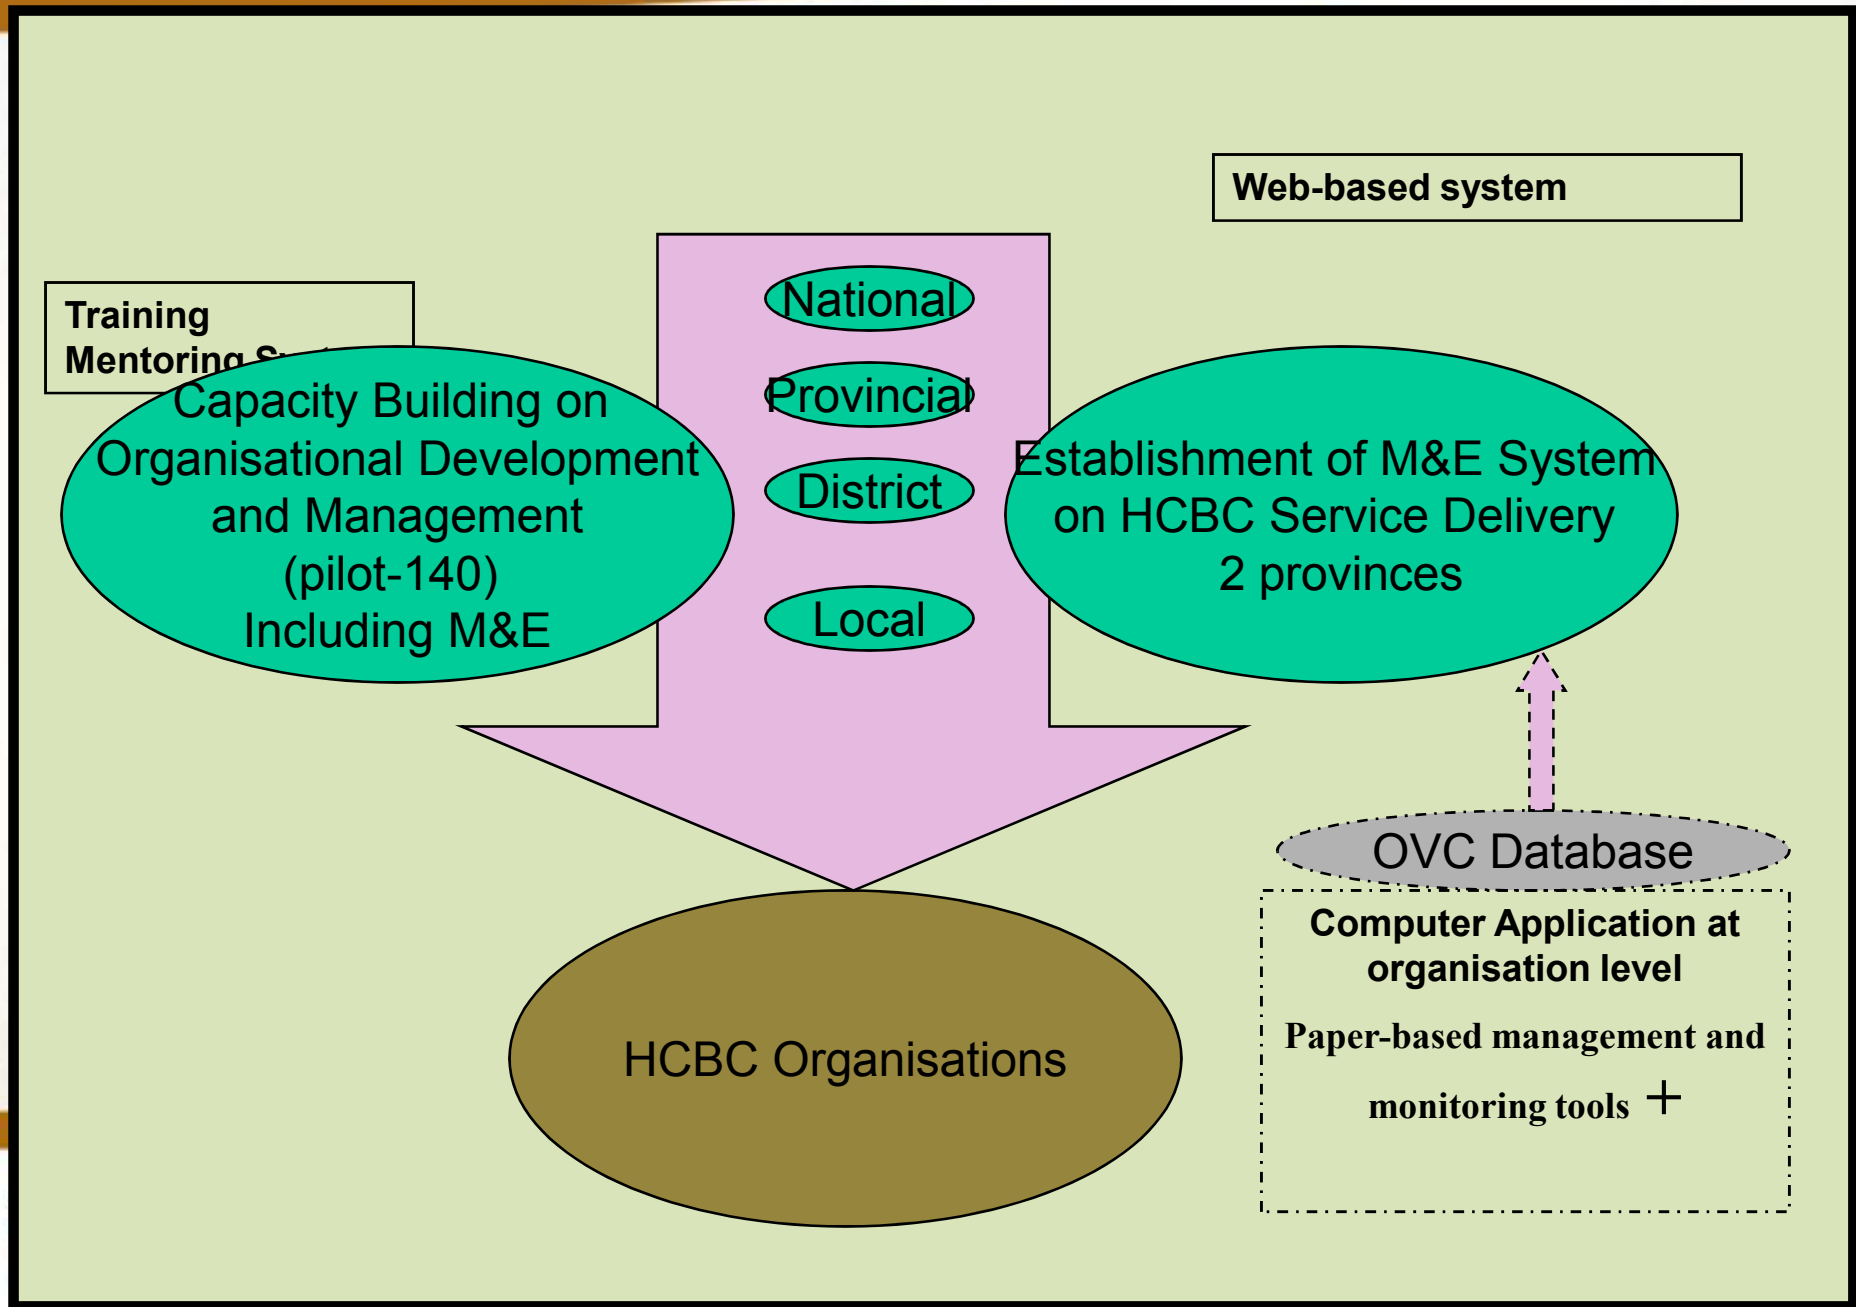 Web-based system
Training
Mentoring
Capacity Building on
Organisational Development
and Management
(pilot-140)
Including M&E
National
Provincial
District
Local
Establishment of M&E System
on HCBC Service Delivery
2 provinces
OVC Database
Computer Application at
organisation level
Paper-based management and
monitoring tools +
HCBC Organisations